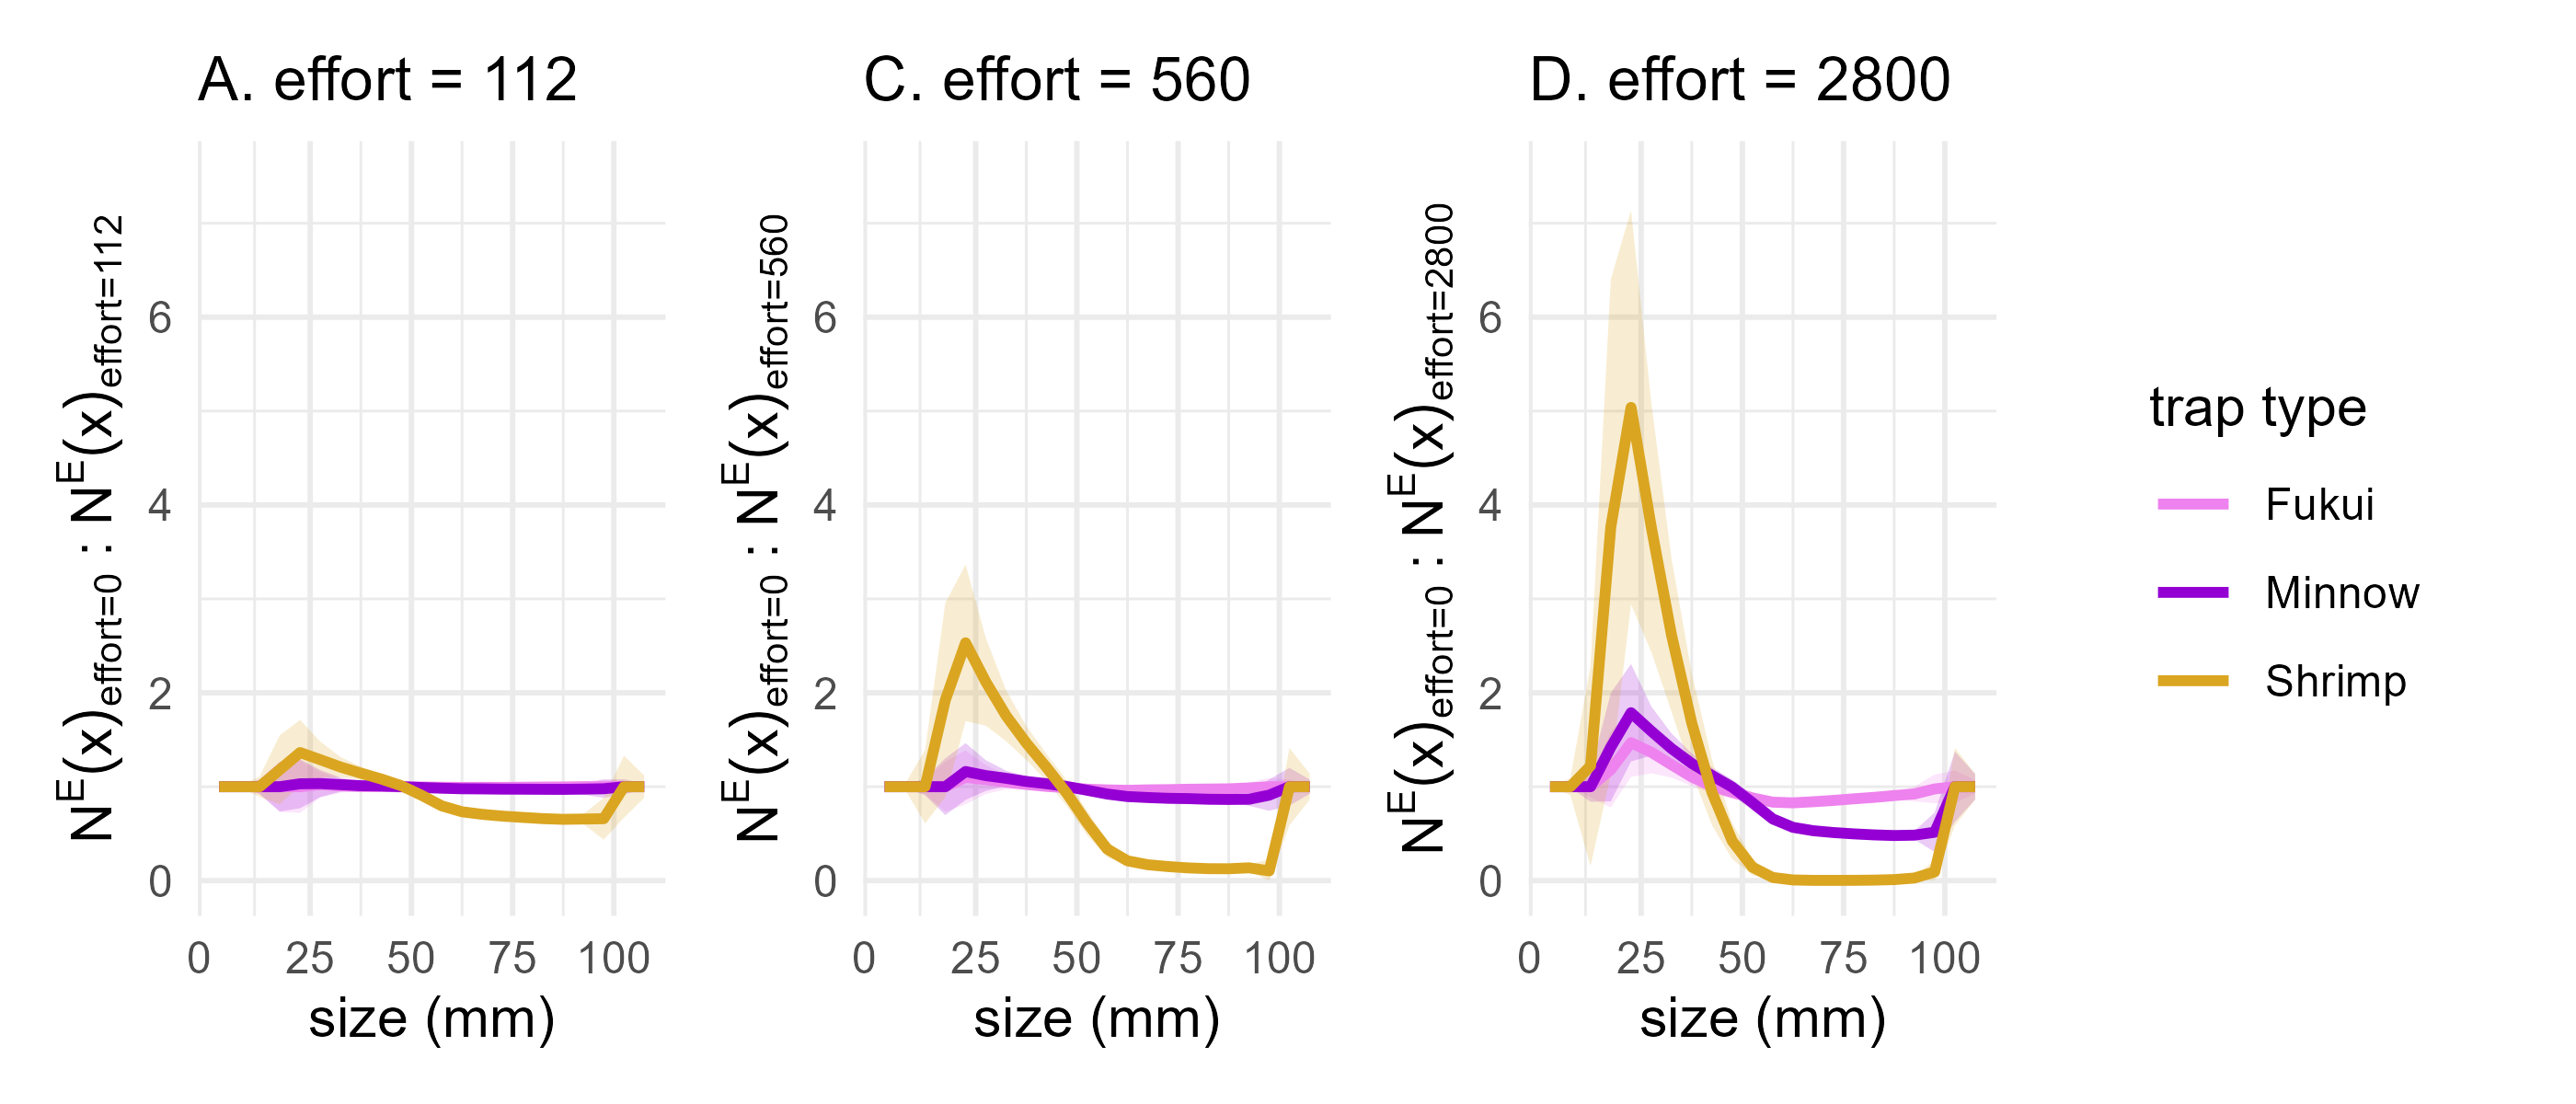 A. effort = 112
C. effort = 560
D. effort = 2800
N^E(x)_effort=0 : N^E(x)_effort=112
6
4
2
0
0 25 50 75 100
size (mm)
N^E(x)_effort=0 : N^E(x)_effort=560
6
4
2
0
0 25 50 75 100
size (mm)
N^E(x)_effort=0 : N^E(x)_effort=2800
6
4
2
0
0 25 50 75 100
size (mm)
trap type
Fukui
Minnow
Shrimp